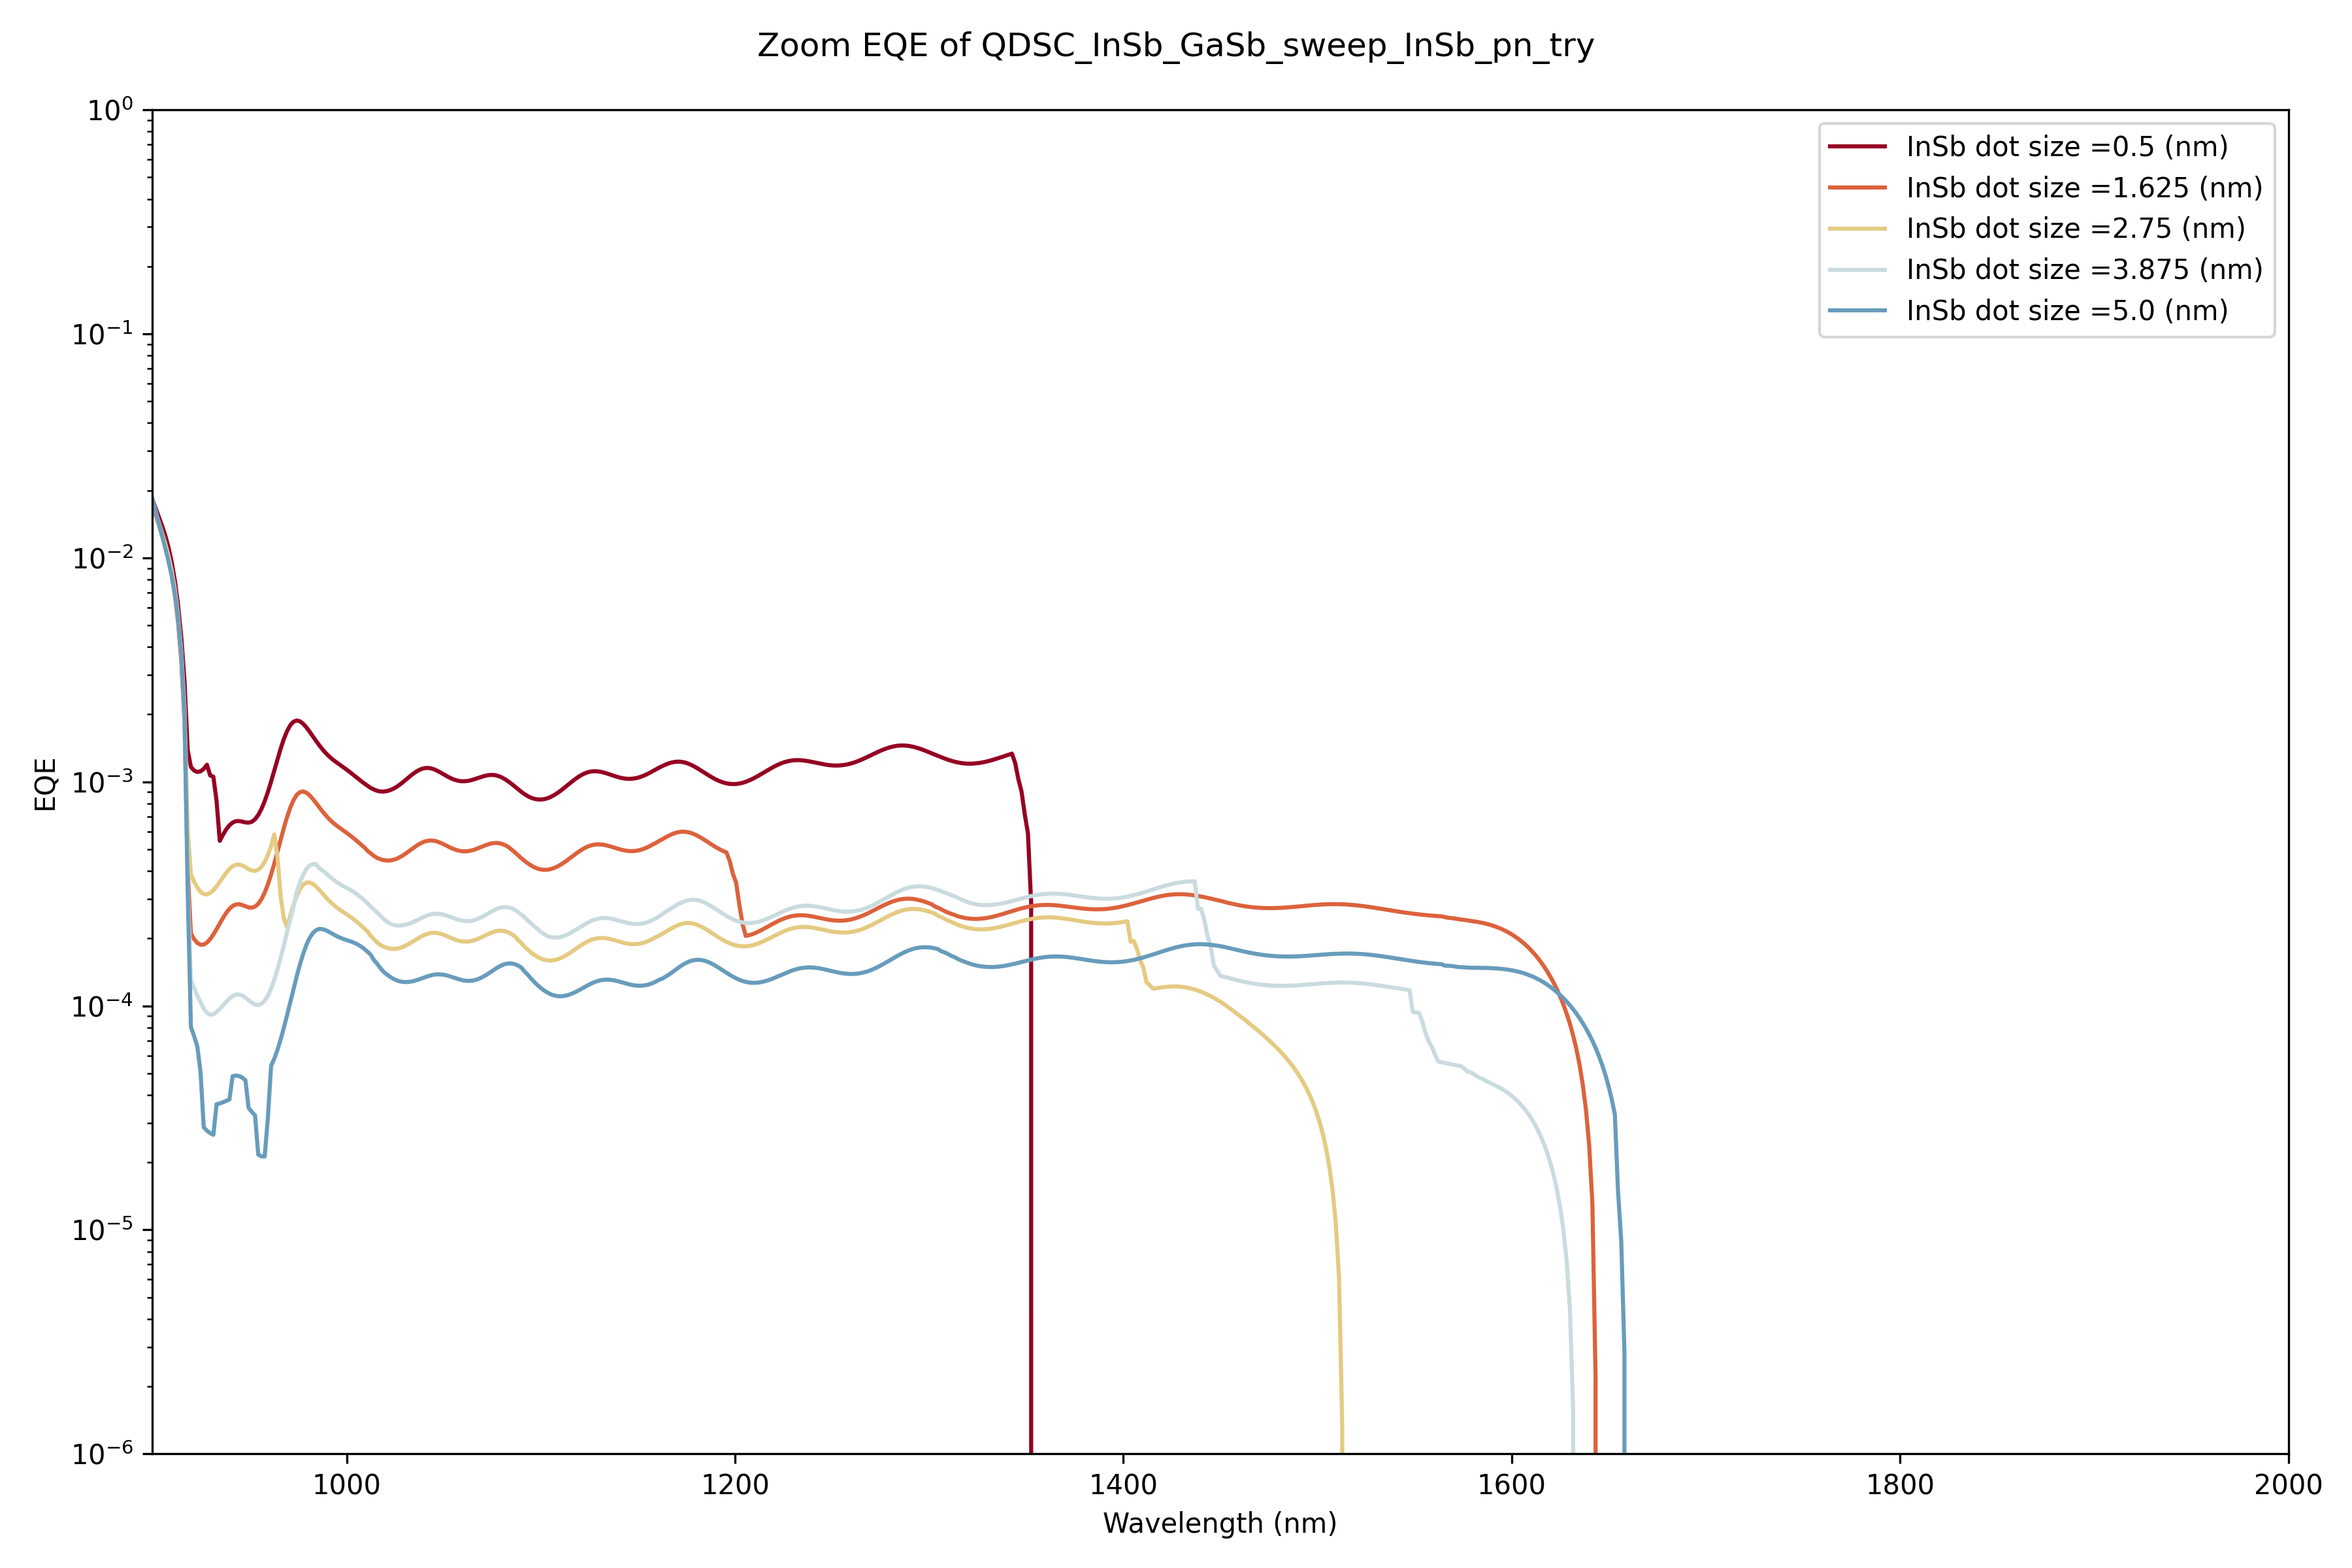 Zoom EQE of QDSC_InSb_GaSb_sweep_InSb_pn_try
10⁰
10⁻¹
10⁻²
10⁻³
10⁻⁴
10⁻⁵
10⁻⁶
EQE
InSb dot size =0.5 (nm)
InSb dot size =1.625 (nm)
InSb dot size =2.75 (nm)
InSb dot size =3.875 (nm)
InSb dot size =5.0 (nm)
1000 1200 1400 1600 1800 2000
Wavelength (nm)